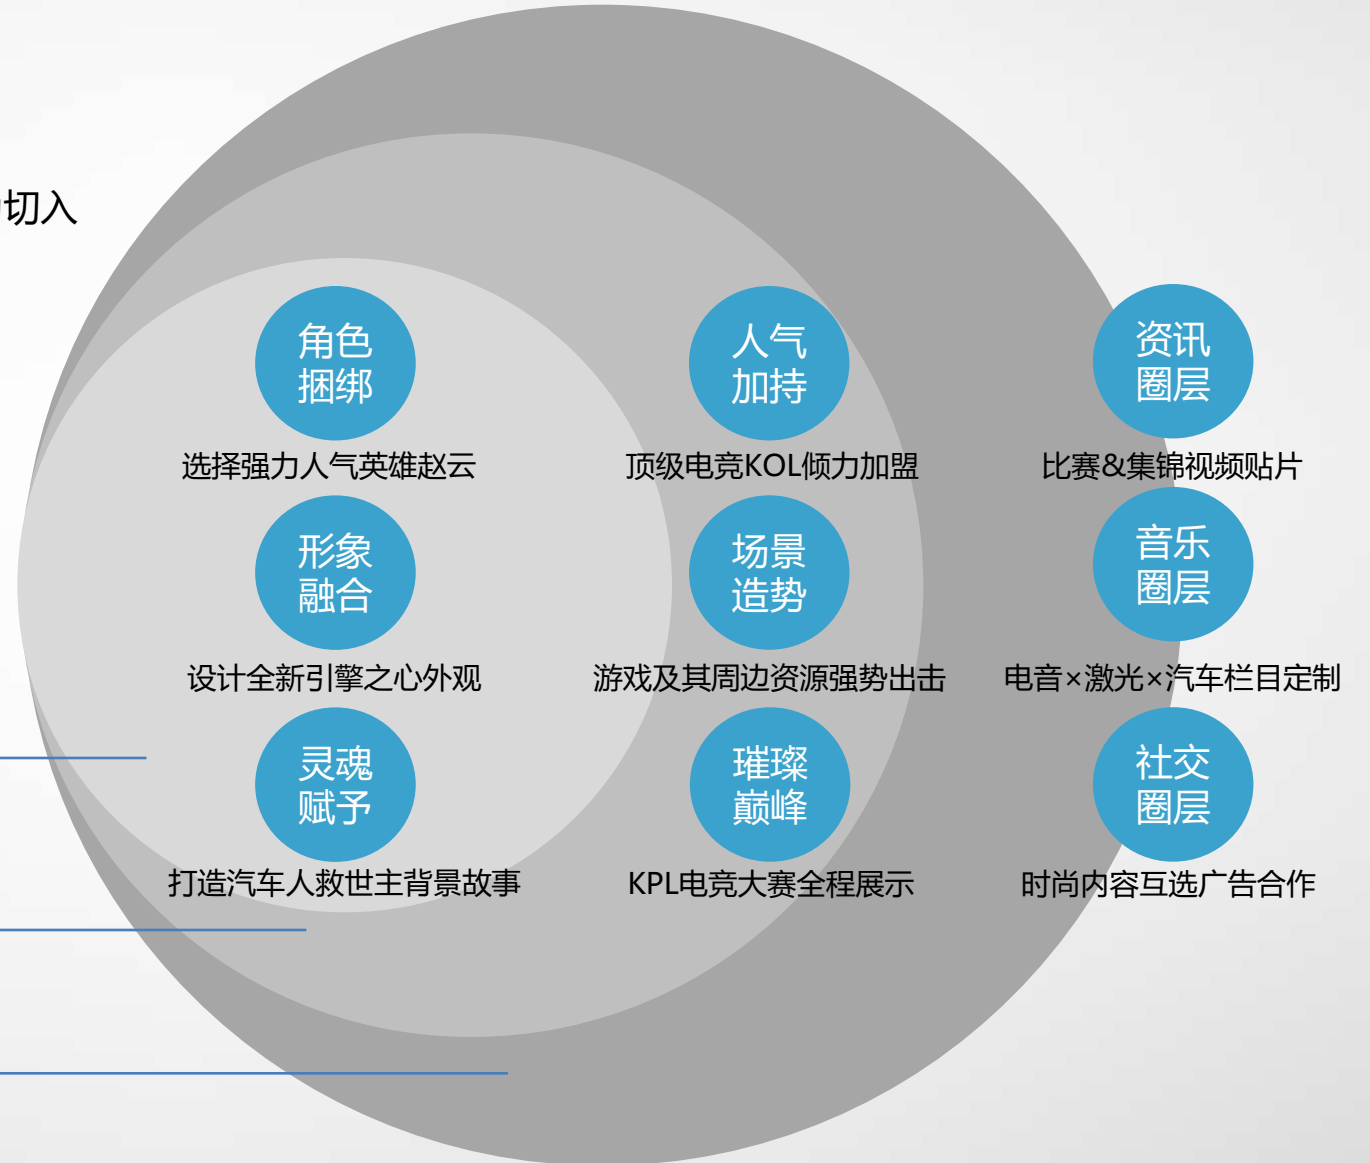 切入
角色
捆绑
选择强力人气英雄赵云
形象
融合
设计全新引擎之心外观
灵魂
赋予
打造汽车人救世主背景故事
人气
加持
顶级电竞KOL倾力加盟
场景
造势
游戏及其周边资源强势出击
璀璨
巅峰
KPL电竞大赛全程展示
资讯
圈层
比赛&集锦视频贴片
音乐
圈层
电音×激光×汽车栏目定制
社交
圈层
时尚内容互选广告合作